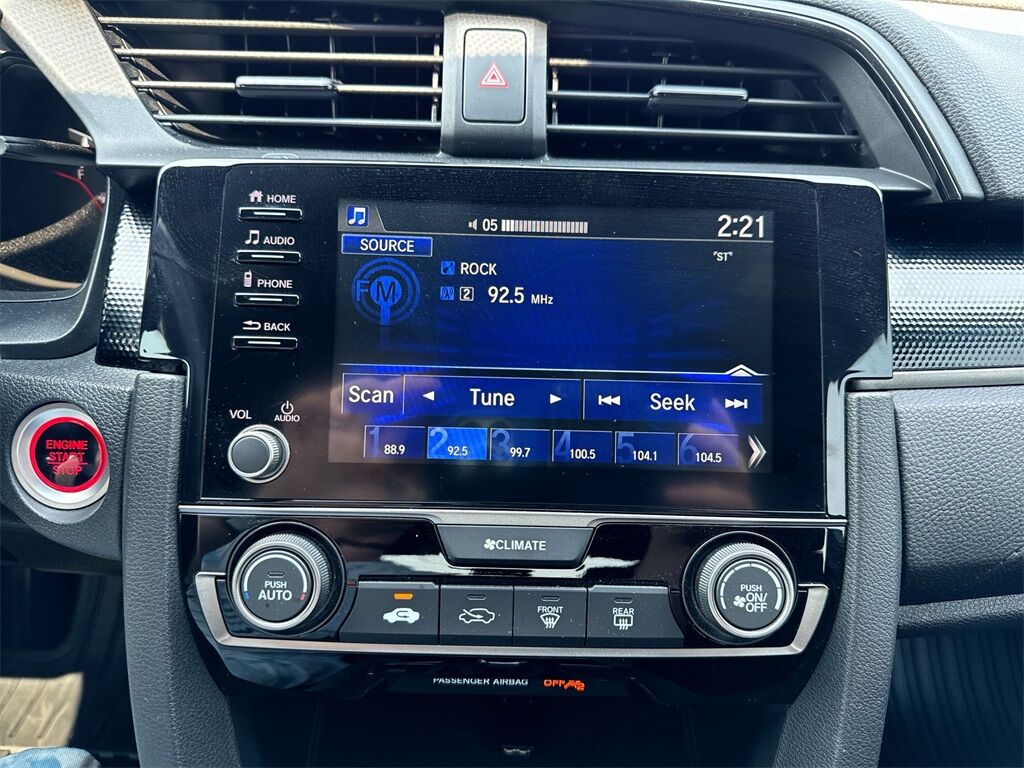 F
HOME
AUDIO
PHONE
BACK
VOL
AUDIO
05
2:21
SOURCE
"ST"
FM
ROCK
2 92.5 MHz
Scan
Tune
Seek
1 88.9
2 92.5
3 99.7
4 100.5
5 104.1
6 104.5
ENGINE
START
STOP
CLIMATE
PUSH
AUTO
FRONT
REAR
PUSH
ON/
OFF
PASSENGER AIRBAG OFF